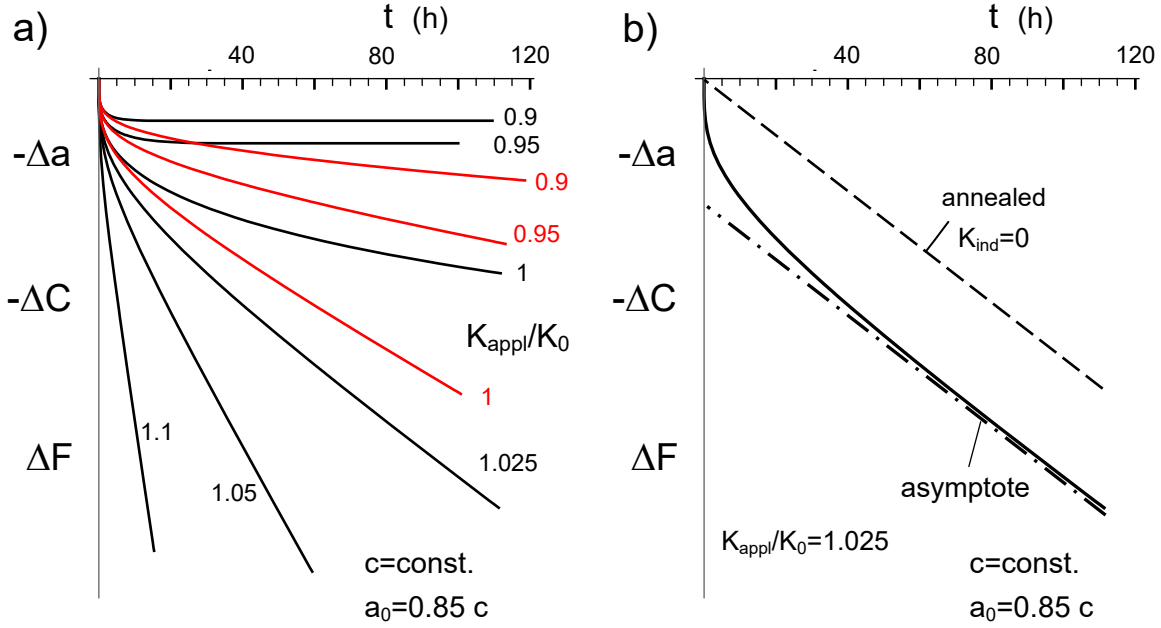 a)
t (h)
40
80
120
-Δa
-ΔC
ΔF
0.9
0.95
0.9
0.95
1
K_appl/K_0
1
1.025
1.05
1.1
c=const.
a_0=0.85 c
b)
t (h)
40
80
120
-Δa
-ΔC
ΔF
annealed
K_ind=0
asymptote
K_appl/K_0=1.025
c=const.
a_0=0.85 c